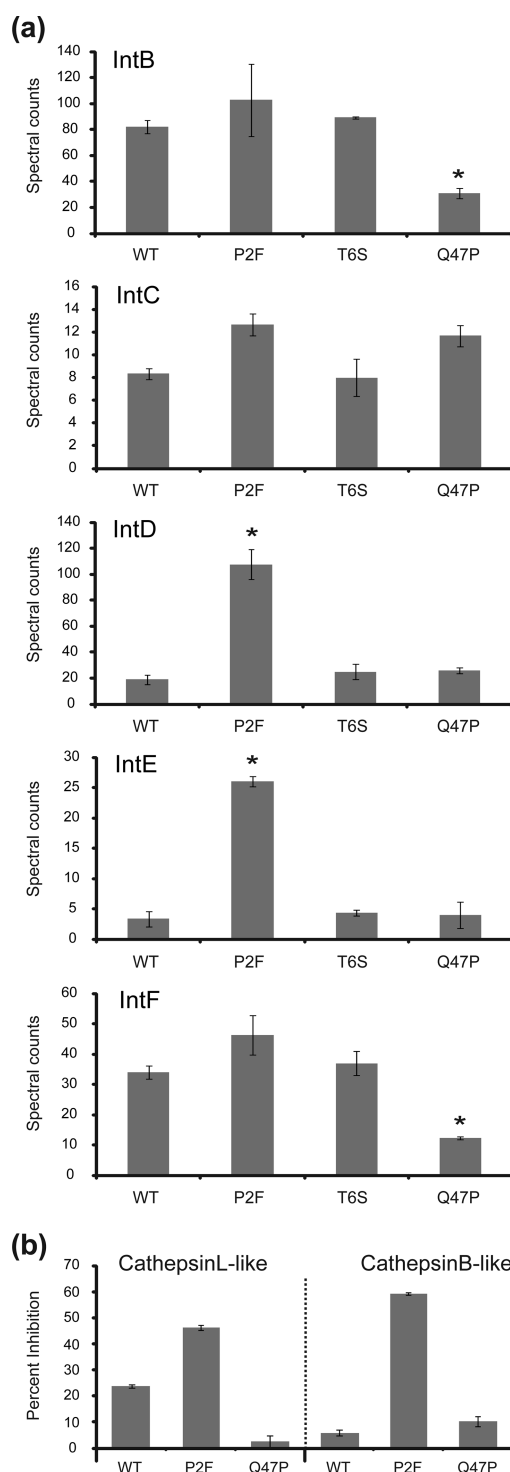 (a)
IntB
Spectral counts
140
120
100
80
60
40
20
0
*
WT P2F T6S Q47P
IntC
Spectral counts
16
14
12
10
8
6
4
2
0
WT P2F T6S Q47P
IntD
Spectral counts
140
120
100
80
60
40
20
0
*
WT P2F T6S Q47P
IntE
Spectral counts
30
25
20
15
10
5
0
*
WT P2F T6S Q47P
IntF
Spectral counts
60
50
40
30
20
10
0
*
WT P2F T6S Q47P
(b)
CathepsinL-like CathepsinB-like
Percent Inhibition
70
60
50
40
30
20
10
0
WT P2F Q47P WT P2F Q47P